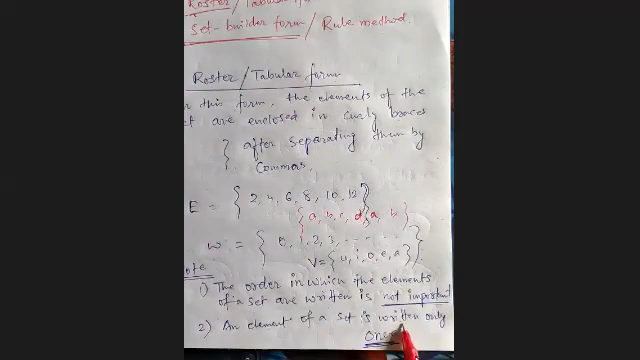 Roster/Tabular
Set-builder form/Rule method.
Roster/Tabular form
this form, the elements of the
are enclosed in curly braces
} after separating them by
Commas.
E = {2, 4, 6, 8, 10, 12}
{a, b, c, d, a, b}
W = {0, 1, 2, 3, ......}
V = {u, i, o, e, a}
Note
1) The order in which the elements
of a set are written is not important
2) An element of a set is written only